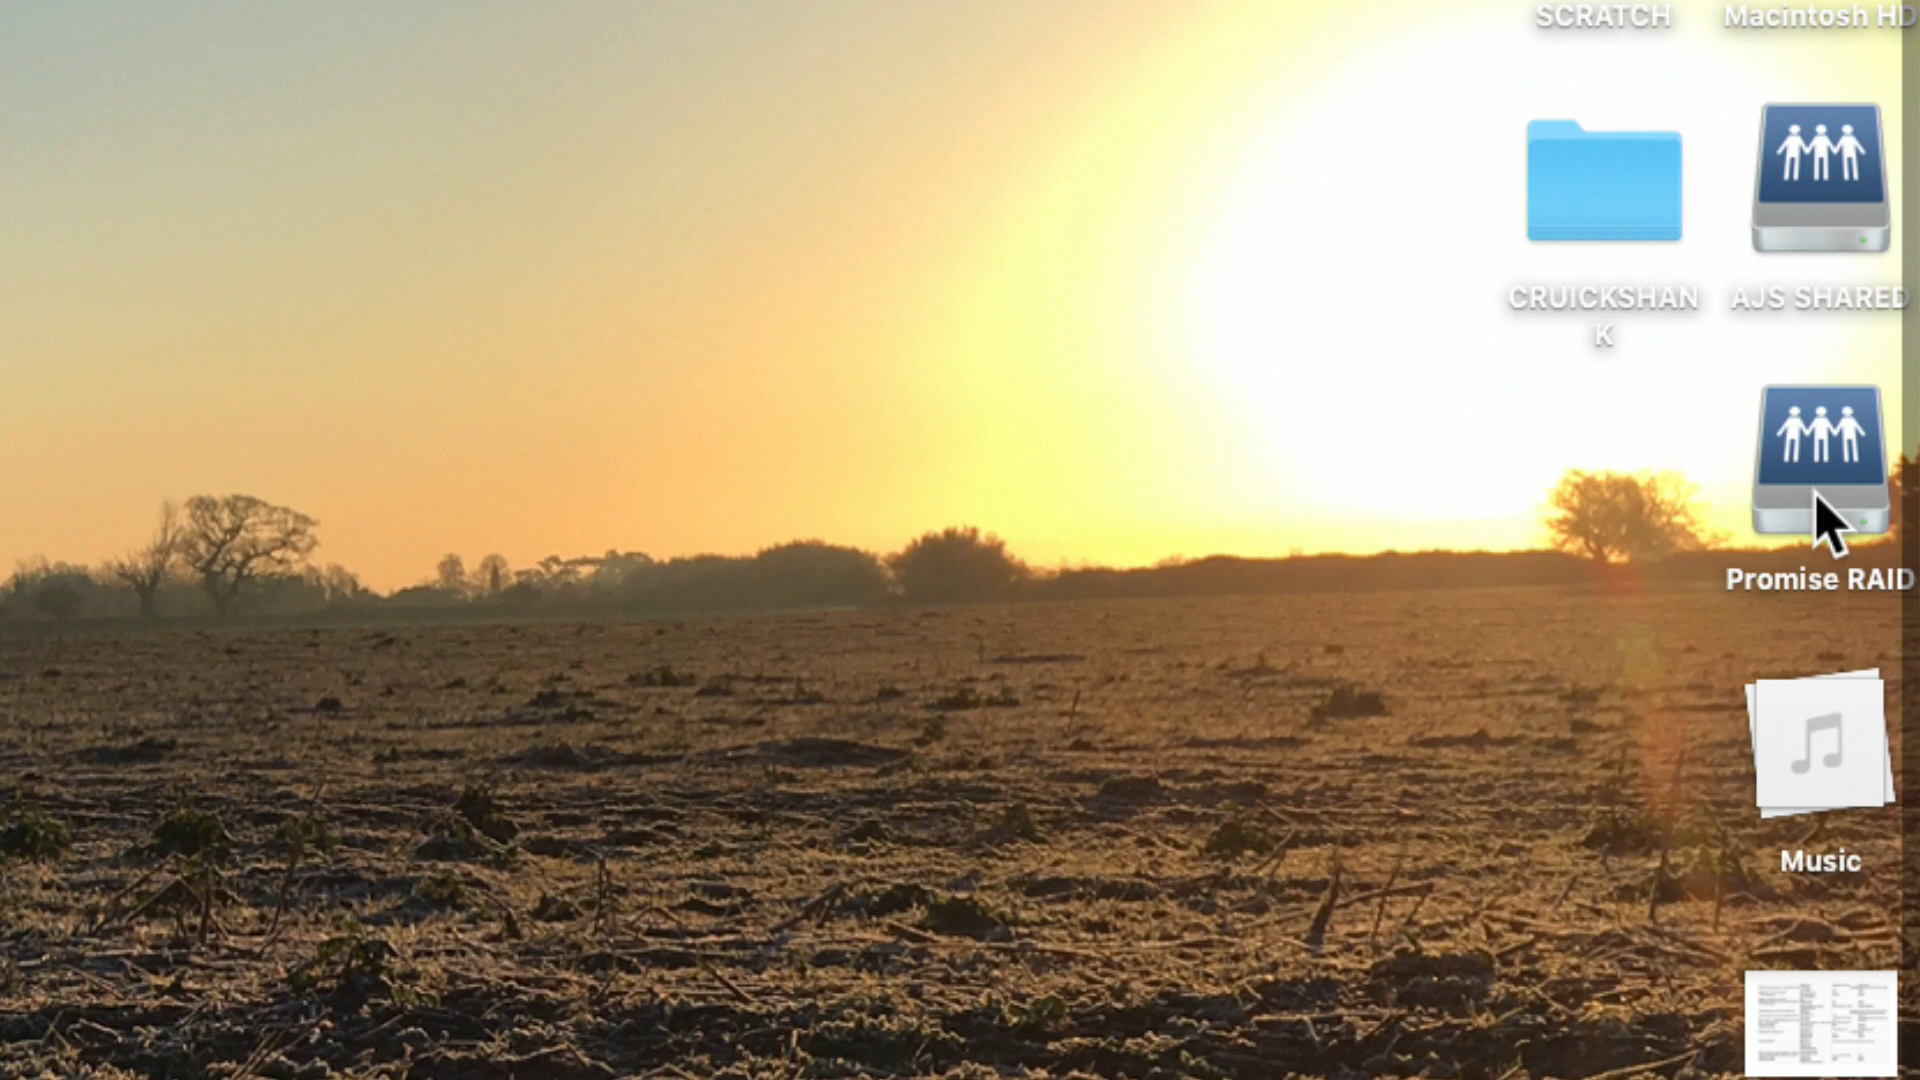 SCRATCH
Macintosh HD
CRUICKSHAN
K
AJS SHARED
Promise RAID
Music